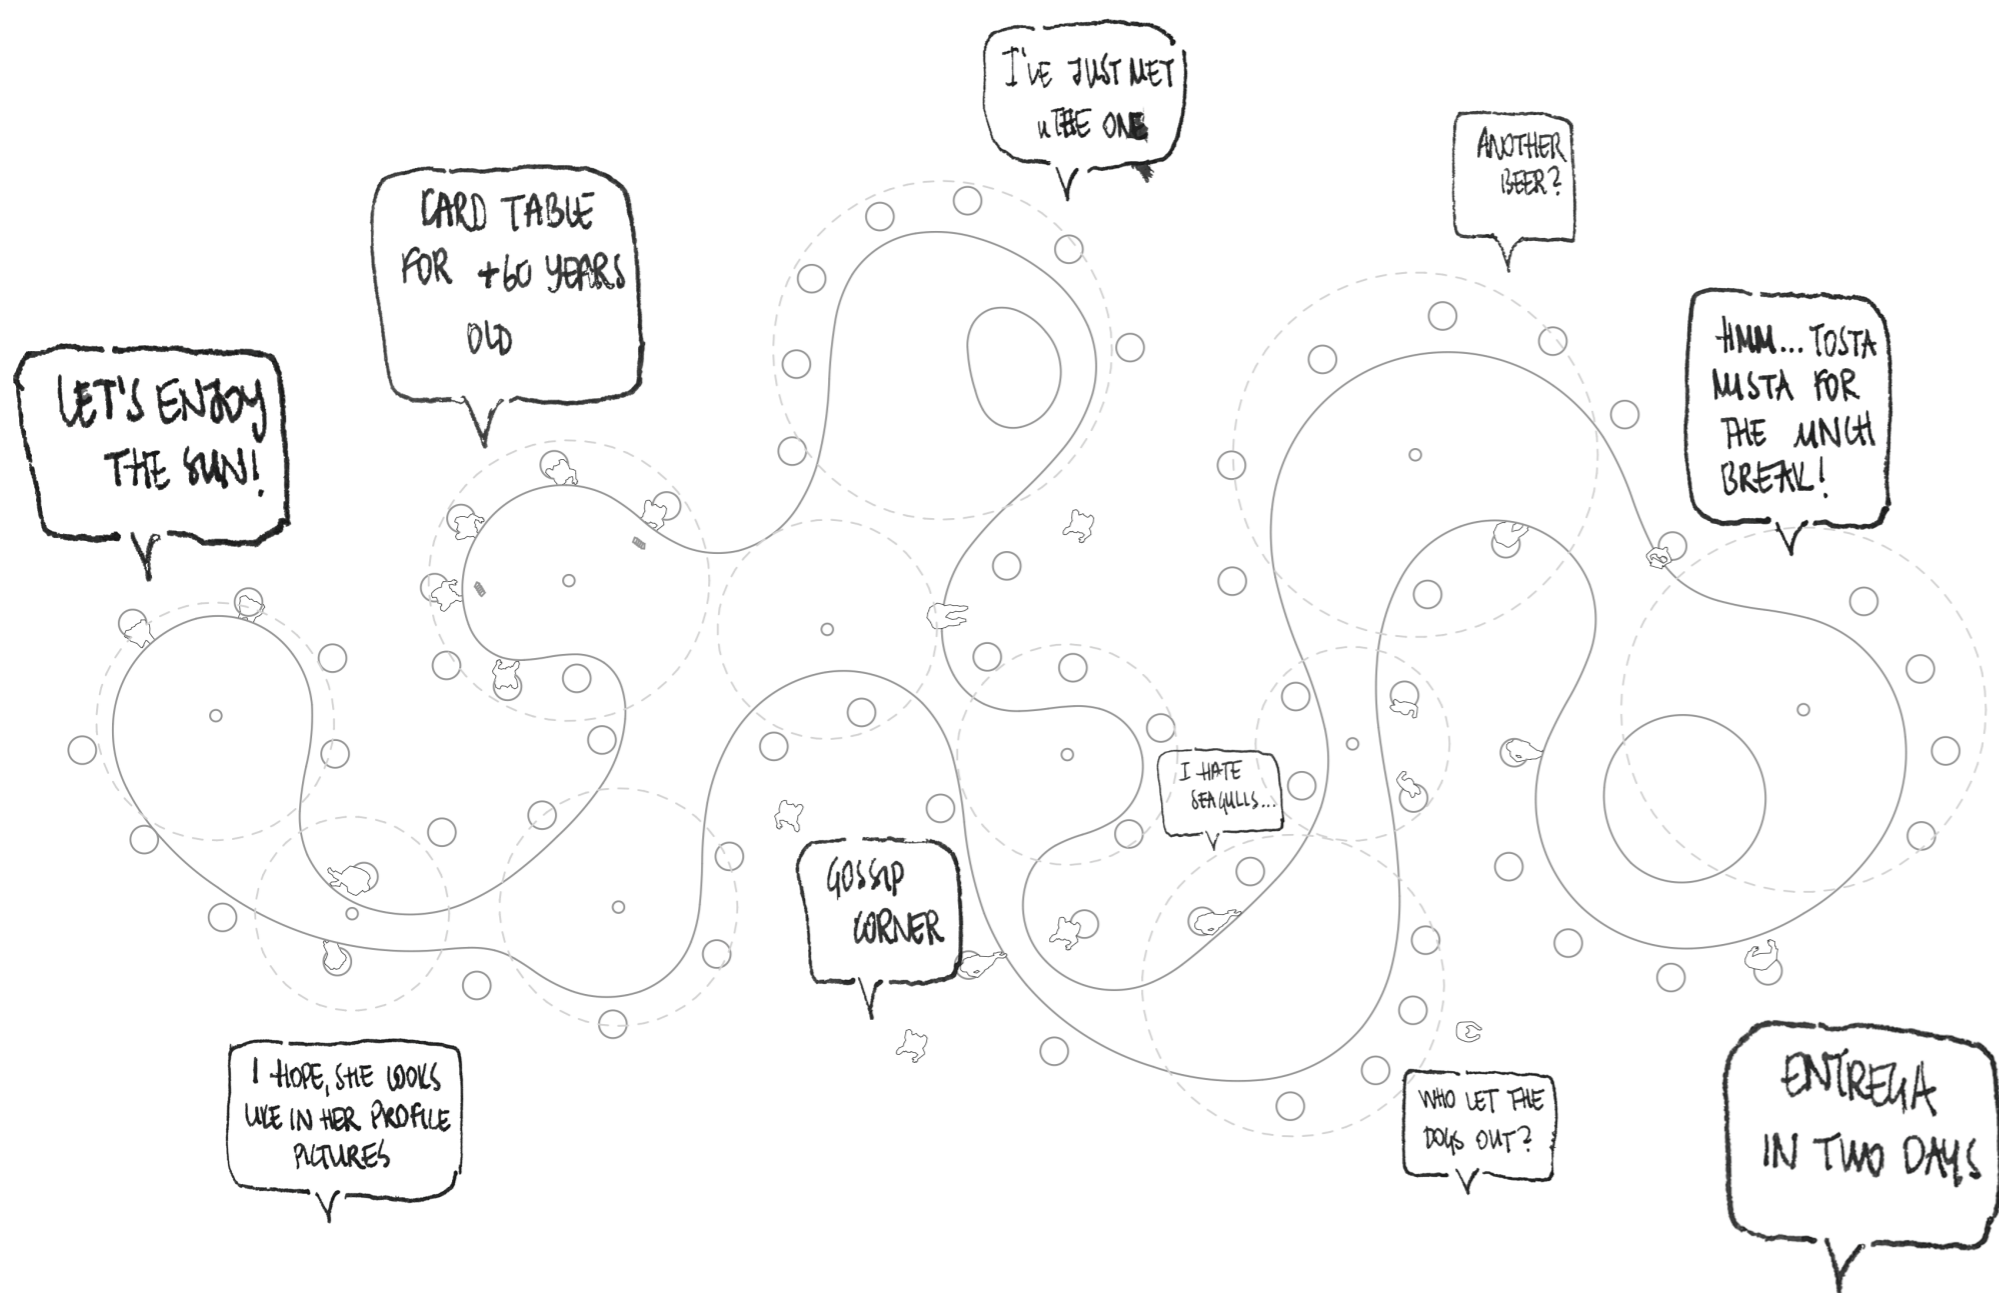 I'VE JUST MET
"THE ONE
ANOTHER
BEER?
CARD TABLE
FOR +60 YEARS
OLD
HMM... TOSTA
MISTA FOR
THE LUNCH
BREAK!
LET'S ENJOY
THE SUN!
I HATE
SEAGULLS...
GOSSIP
CORNER
I HOPE, SHE LOOKS
LIKE IN HER PROFILE
PICTURES
WHO LET THE
DOGS OUT?
ENTREGA
IN TWO DAYS